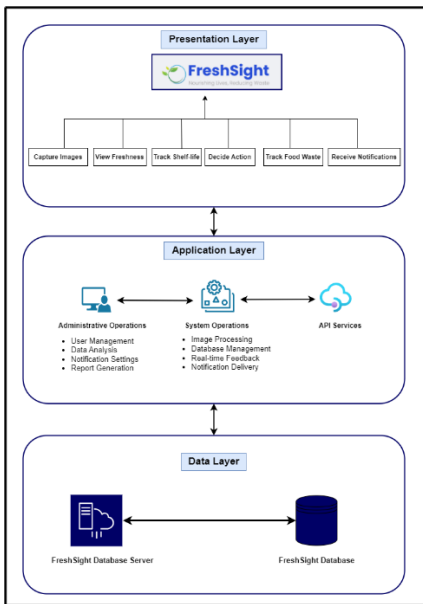 Presentation Layer
FreshSight
Nourishing Lives, Reducing Waste
Capture Images
View Freshness
Track Shelf-life
Decide Action
Track Food Waste
Receive Notifications
Application Layer
Administrative Operations
• User Management
• Data Analysis
• Notification Settings
• Report Generation
System Operations
• Image Processing
• Database Management
• Real-time Feedback
• Notification Delivery
API Services
Data Layer
FreshSight Database Server
FreshSight Database